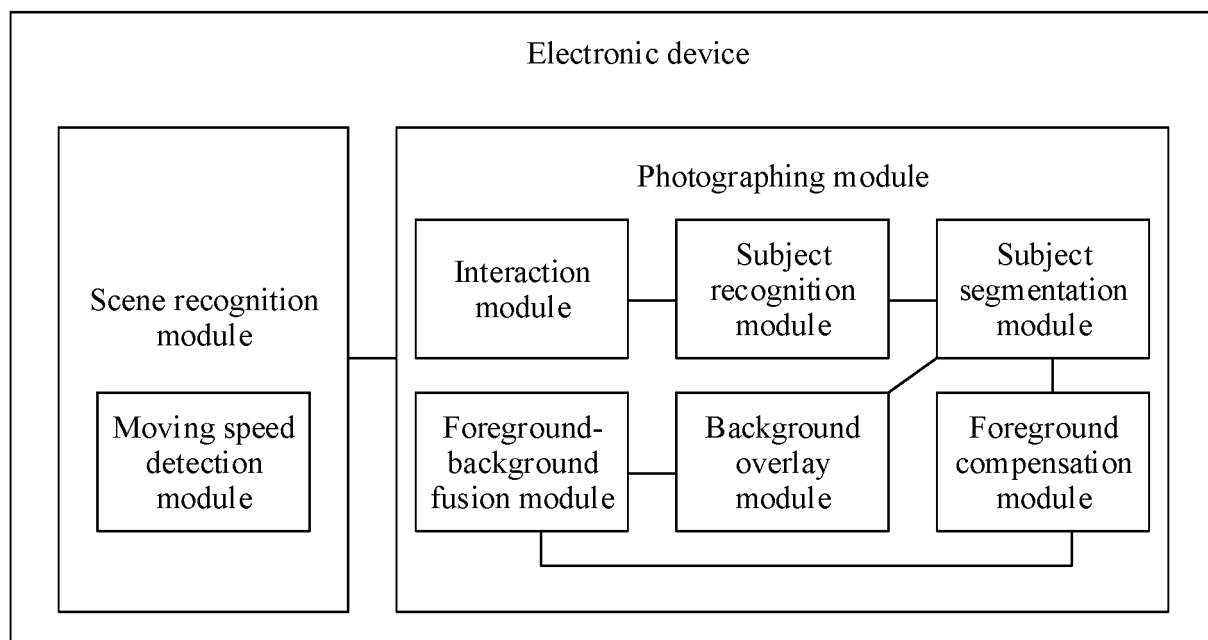 Electronic device
Scene recognition
module
Moving speed
detection
module
Photographing module
Interaction
module
Subject
recognition
module
Subject
segmentation
module
Foreground-
background
fusion module
Background
overlay
module
Foreground
compensation
module